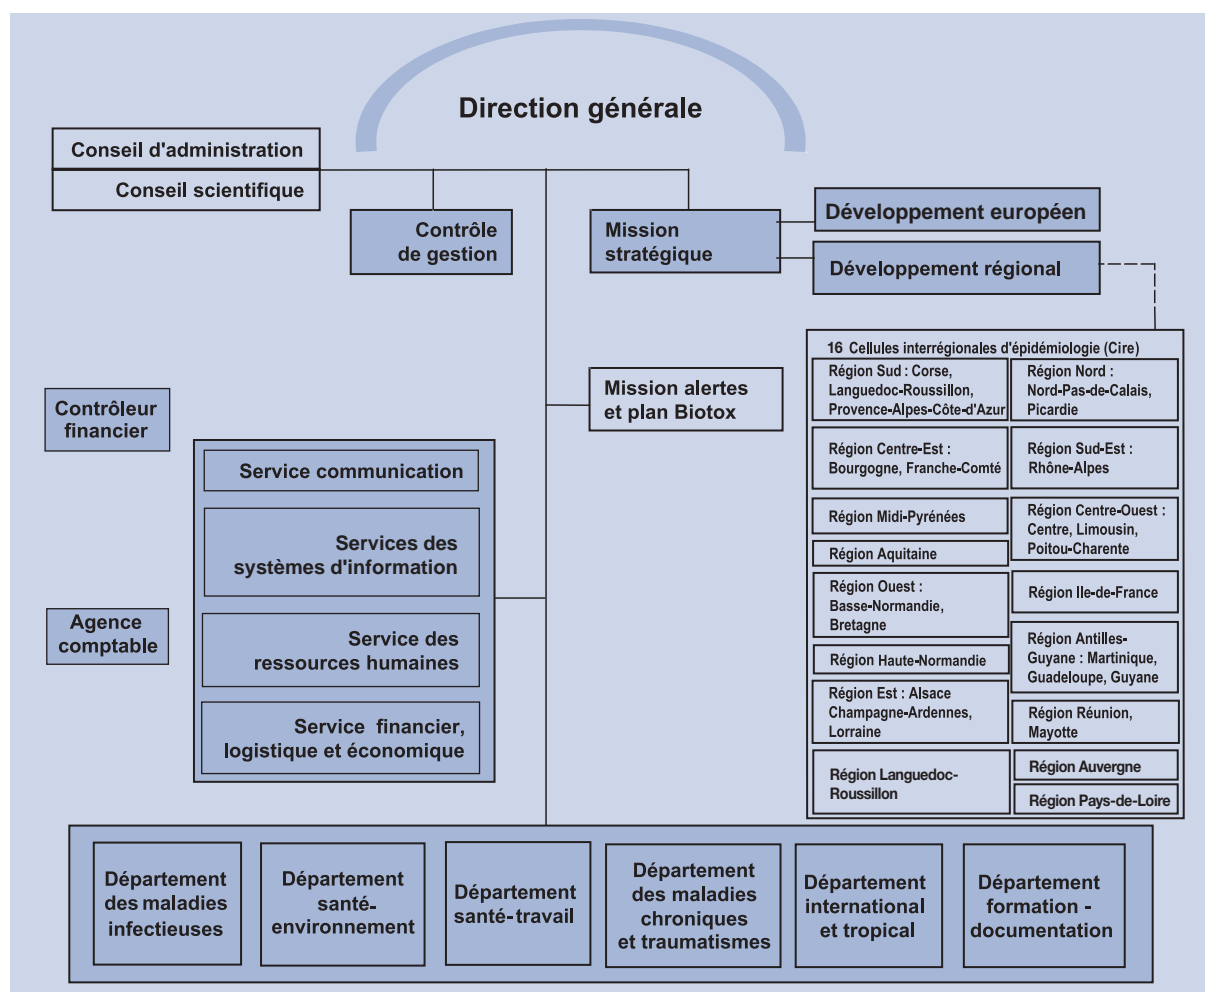 Direction générale
Conseil d'administration
Conseil scientifique
Contrôle
de gestion
Mission
stratégique
Développement européen
Développement régional
Mission alertes
et plan Biotox
Contrôleur
financier
Agence
comptable
Service communication
Services des
systèmes d'information
Service des
ressources humaines
Service financier,
logistique et économique
16 Cellules interrégionales d'épidémiologie (Cire)
Région Sud : Corse,
Languedoc-Roussillon,
Provence-Alpes-Côte-d'Azur
Région Nord :
Nord-Pas-de-Calais,
Picardie
Région Centre-Est :
Bourgogne, Franche-Comté
Région Sud-Est :
Rhône-Alpes
Région Midi-Pyrénées
Région Centre-Ouest :
Centre, Limousin,
Poitou-Charente
Région Aquitaine
Région Ouest :
Basse-Normandie,
Bretagne
Région Ile-de-France
Région Haute-Normandie
Région Antilles-
Guyane : Martinique,
Guadeloupe, Guyane
Région Est : Alsace
Champagne-Ardennes,
Lorraine
Région Réunion,
Mayotte
Région Languedoc-
Roussillon
Région Auvergne
Région Pays-de-Loire
Département
des maladies
infectieuses
Département
santé-
environnement
Département
santé-travail
Département
des maladies
chroniques
et traumatismes
Département
international
et tropical
Département
formation -
documentation